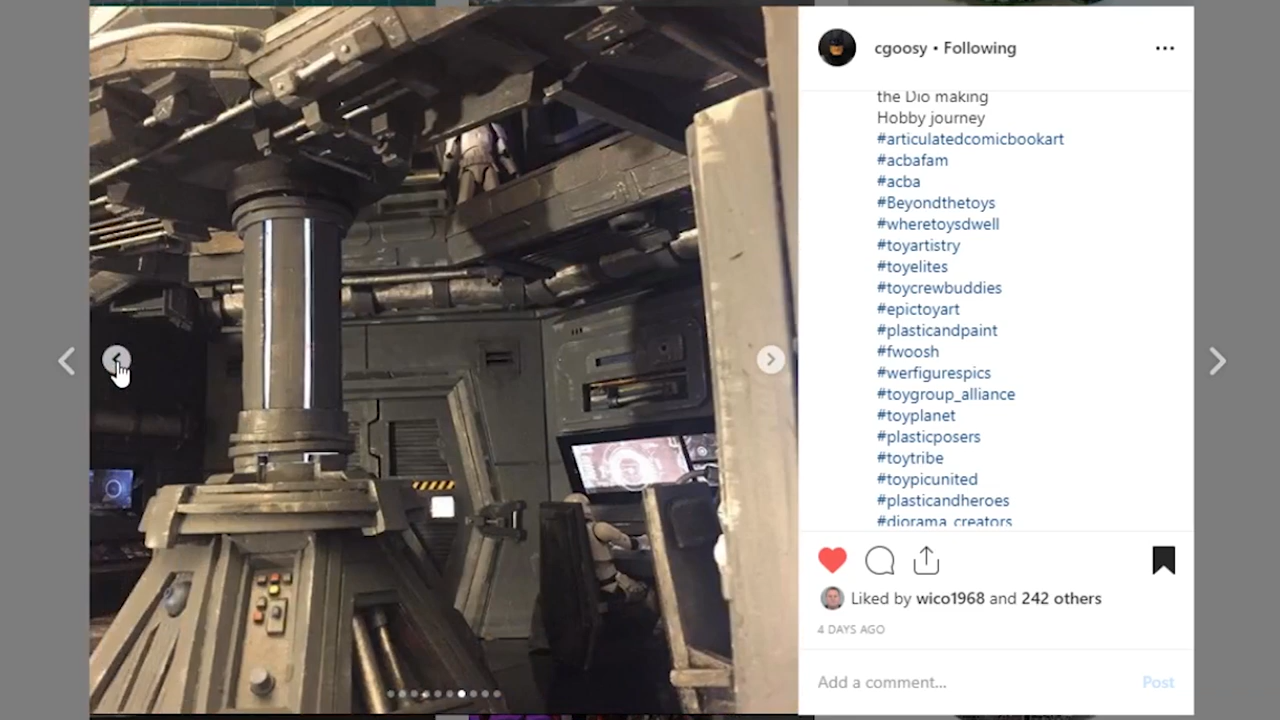 cgoosy • Following
the Dio making
Hobby journey
#articulatedcomicbookart
#acbafam
#acba
#Beyondthetoys
#wheretoysdwell
#toyartistry
#toyelites
#toycrewbuddies
#epictoyart
#plasticandpaint
#fwoosh
#werfigurespics
#toygroup_alliance
#toyplanet
#plasticposers
#toytribe
#toypicunited
#plasticandheroes
#diorama_creators
Liked by wico1968 and 242 others
4 DAYS AGO
Add a comment... Post